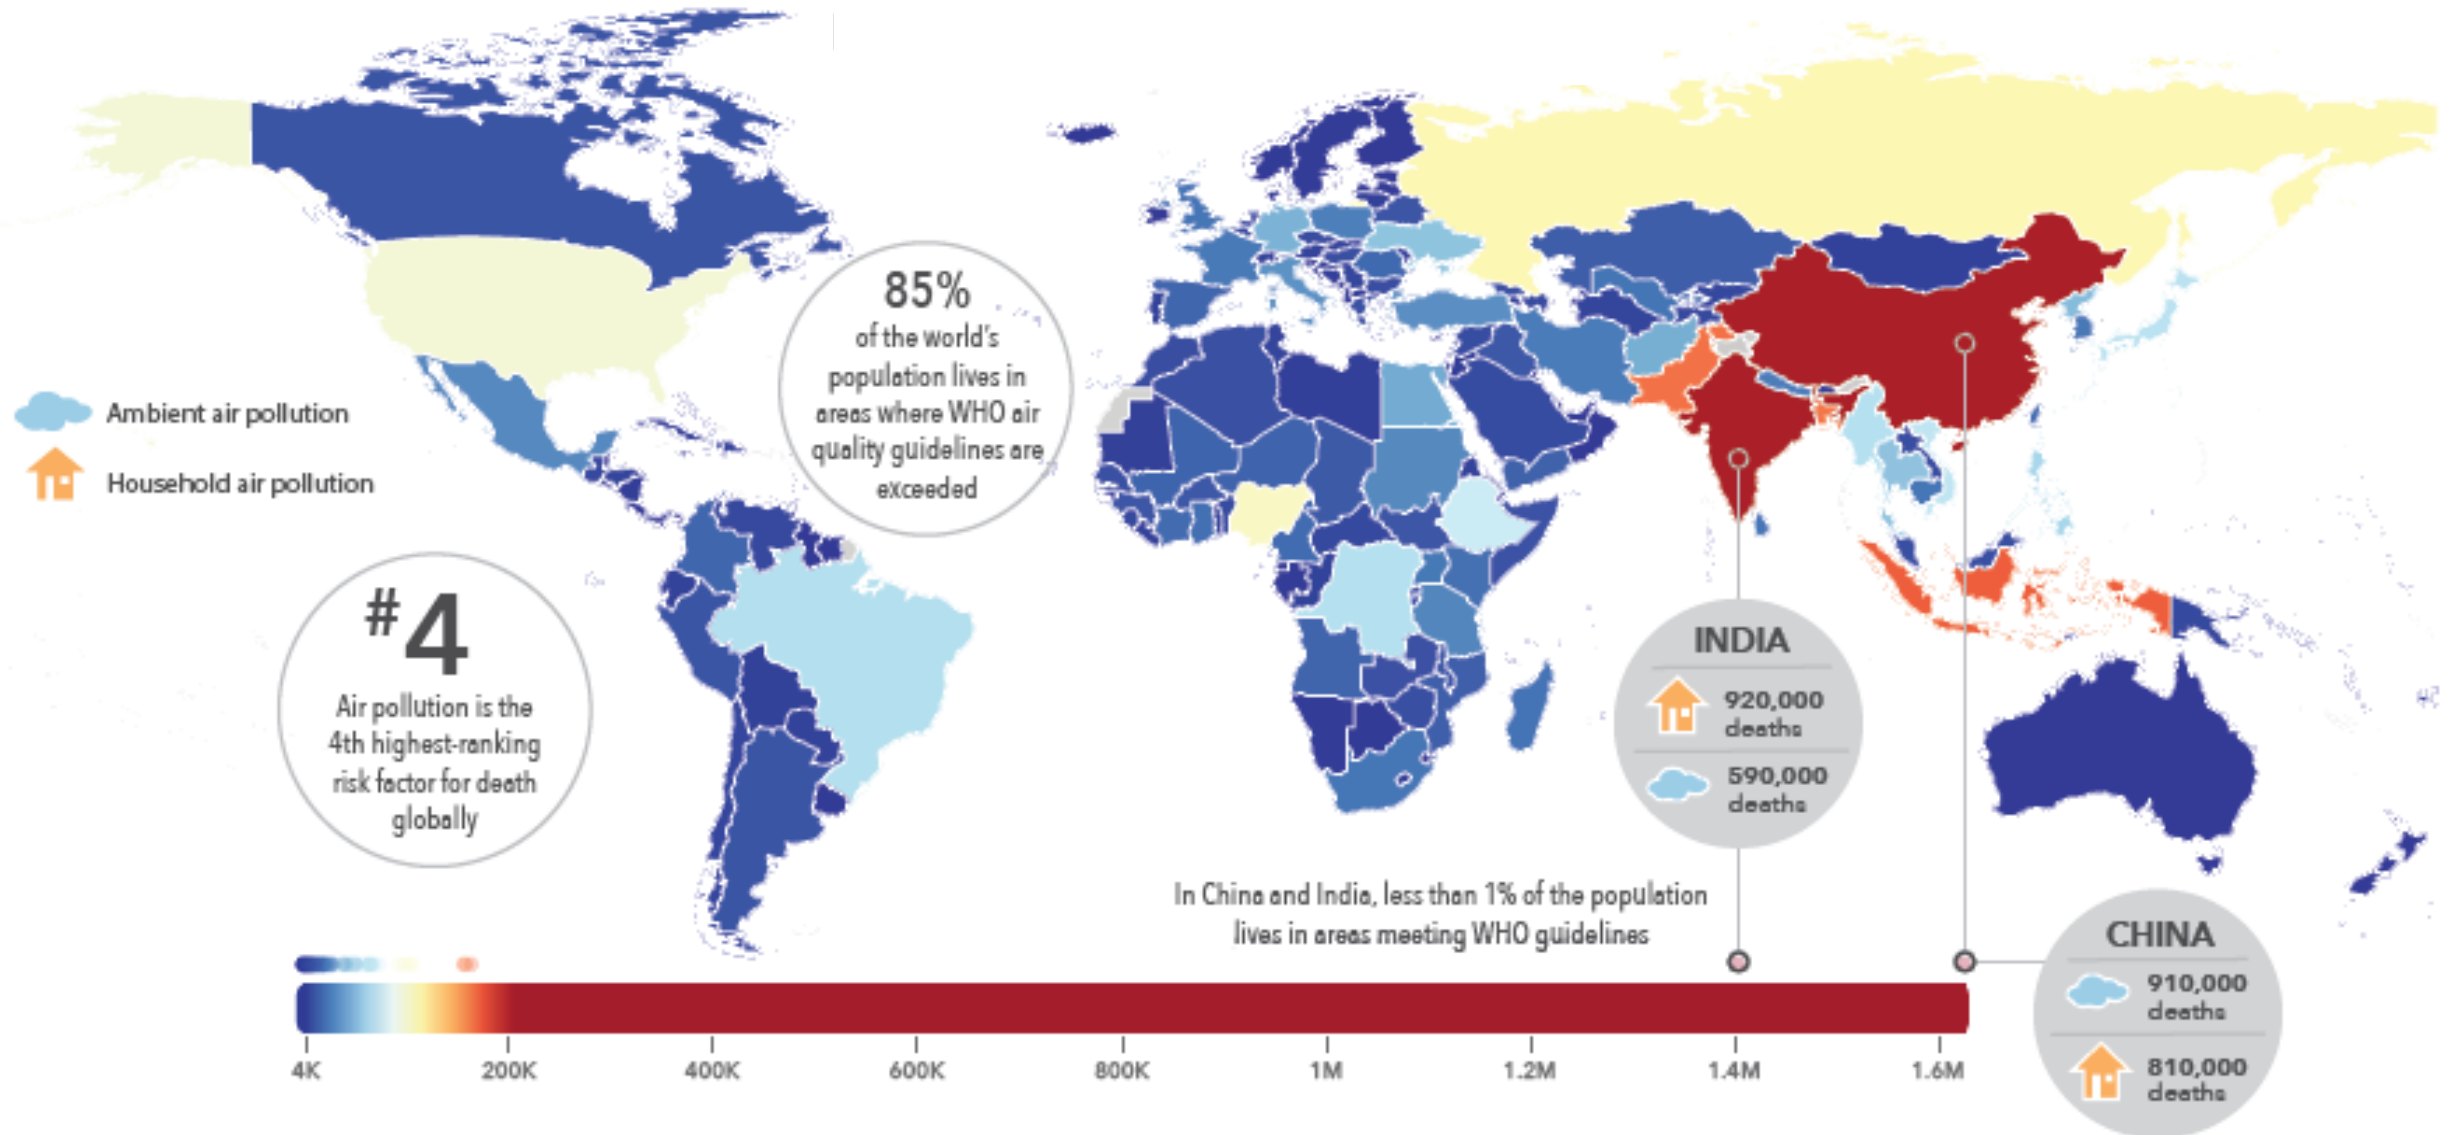 85%
of the world's
population lives in
areas where WHO air
quality guidelines are
exceeded
Ambient air pollution
Household air pollution
#4
Air pollution is the
4th highest-ranking
risk factor for death
globally
INDIA
920,000
deaths
590,000
deaths
In China and India, less than 1% of the population
lives in areas meeting WHO guidelines
CHINA
910,000
deaths
810,000
deaths
4K 200K 400K 600K 800K 1M 1.2M 1.4M 1.6M